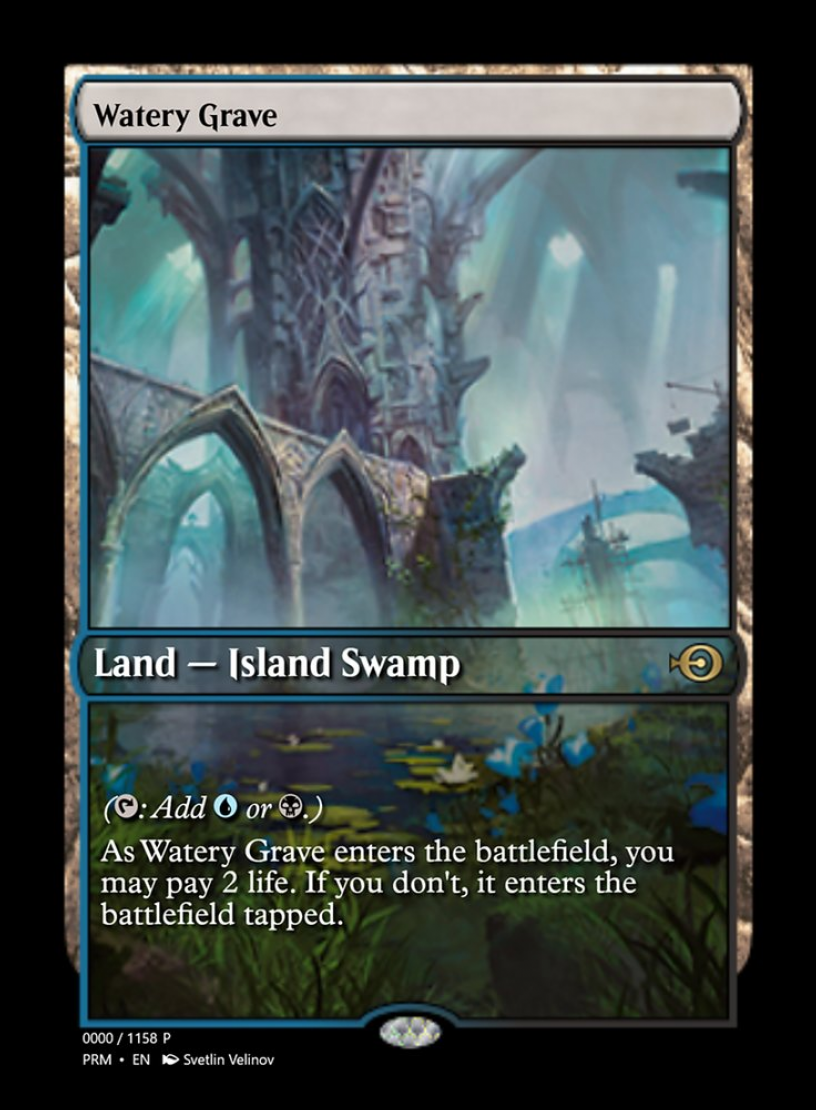 Watery Grave
Land — Island Swamp
(: Add or .)
As Watery Grave enters the battlefield, you
may pay 2 life. If you don't, it enters the
battlefield tapped.
0000 / 1158 P
PRM • EN Svetlin Velinov